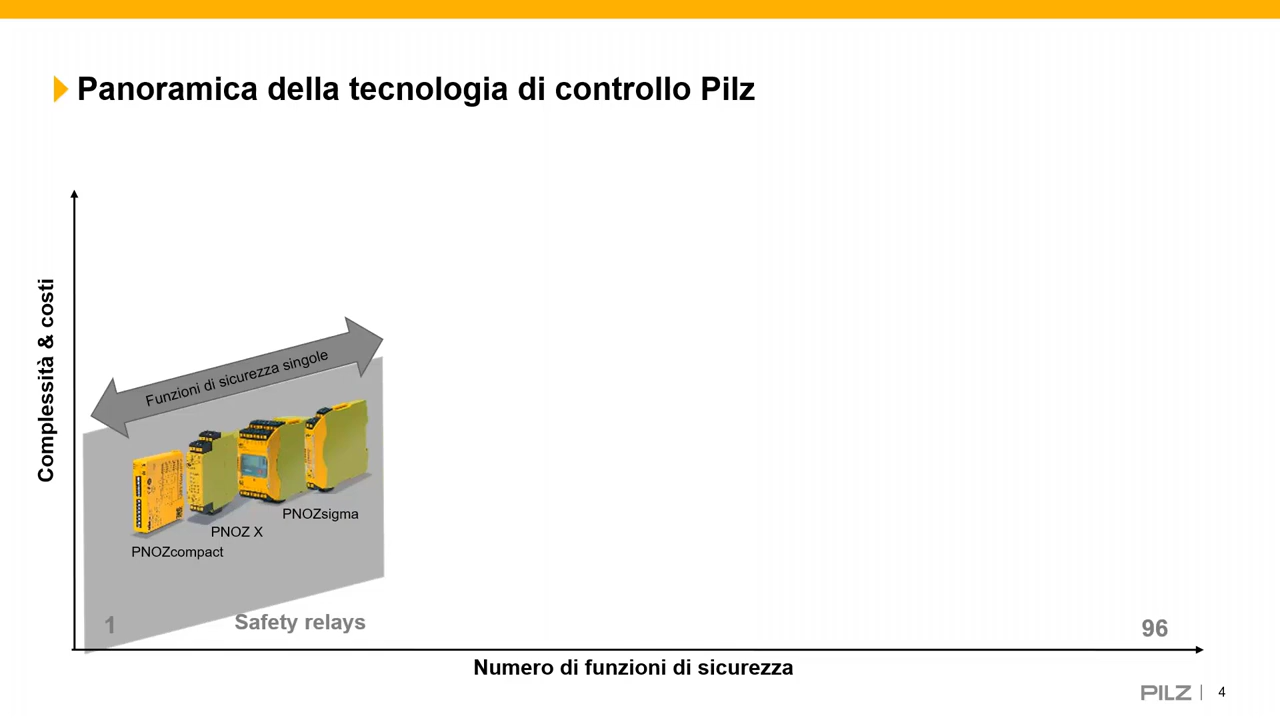 Panoramica della tecnologia di controllo Pilz
Complessità & costi
Funzioni di sicurezza singole
PNOZsigma
PNOZ X
PNOZcompact
1
Safety relays
96
Numero di funzioni di sicurezza
PILZ
4